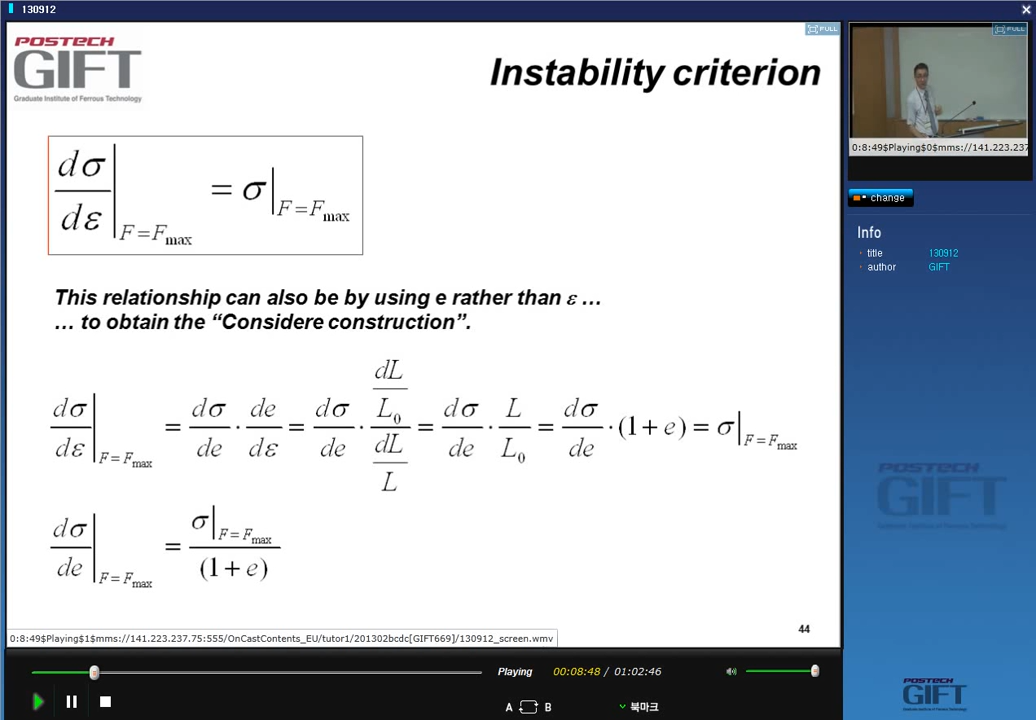 130912
POSTECH
GIFT
Graduate Institute of Ferrous Technology
Instability criterion
FULL
FULL
dσ/dε|F=Fmax = σ|F=Fmax
This relationship can also be by using e rather than ε …
… to obtain the “Considere construction”.
dσ/dε|F=Fmax = dσ/de · de/dε = dσ/de · (dL/L0)/(dL/L) = dσ/de · L/L0 = dσ/de · (1 + e) = σ|F=Fmax
dσ/de|F=Fmax = σ|F=Fmax/(1 + e)
44
0:8:49$Playing$1$mms://141.223.237.75:555/OnCastContents_EU/tutor1/201302bcdc[GIFT669]/130912_screen.wmv
0:8:49$Playing$0$mms://141.223.237
change
Info
title 130912
author GIFT
POSTECH
GIFT
Playing 00:08:48 / 01:02:46
A B 북마크
POSTECH
GIFT